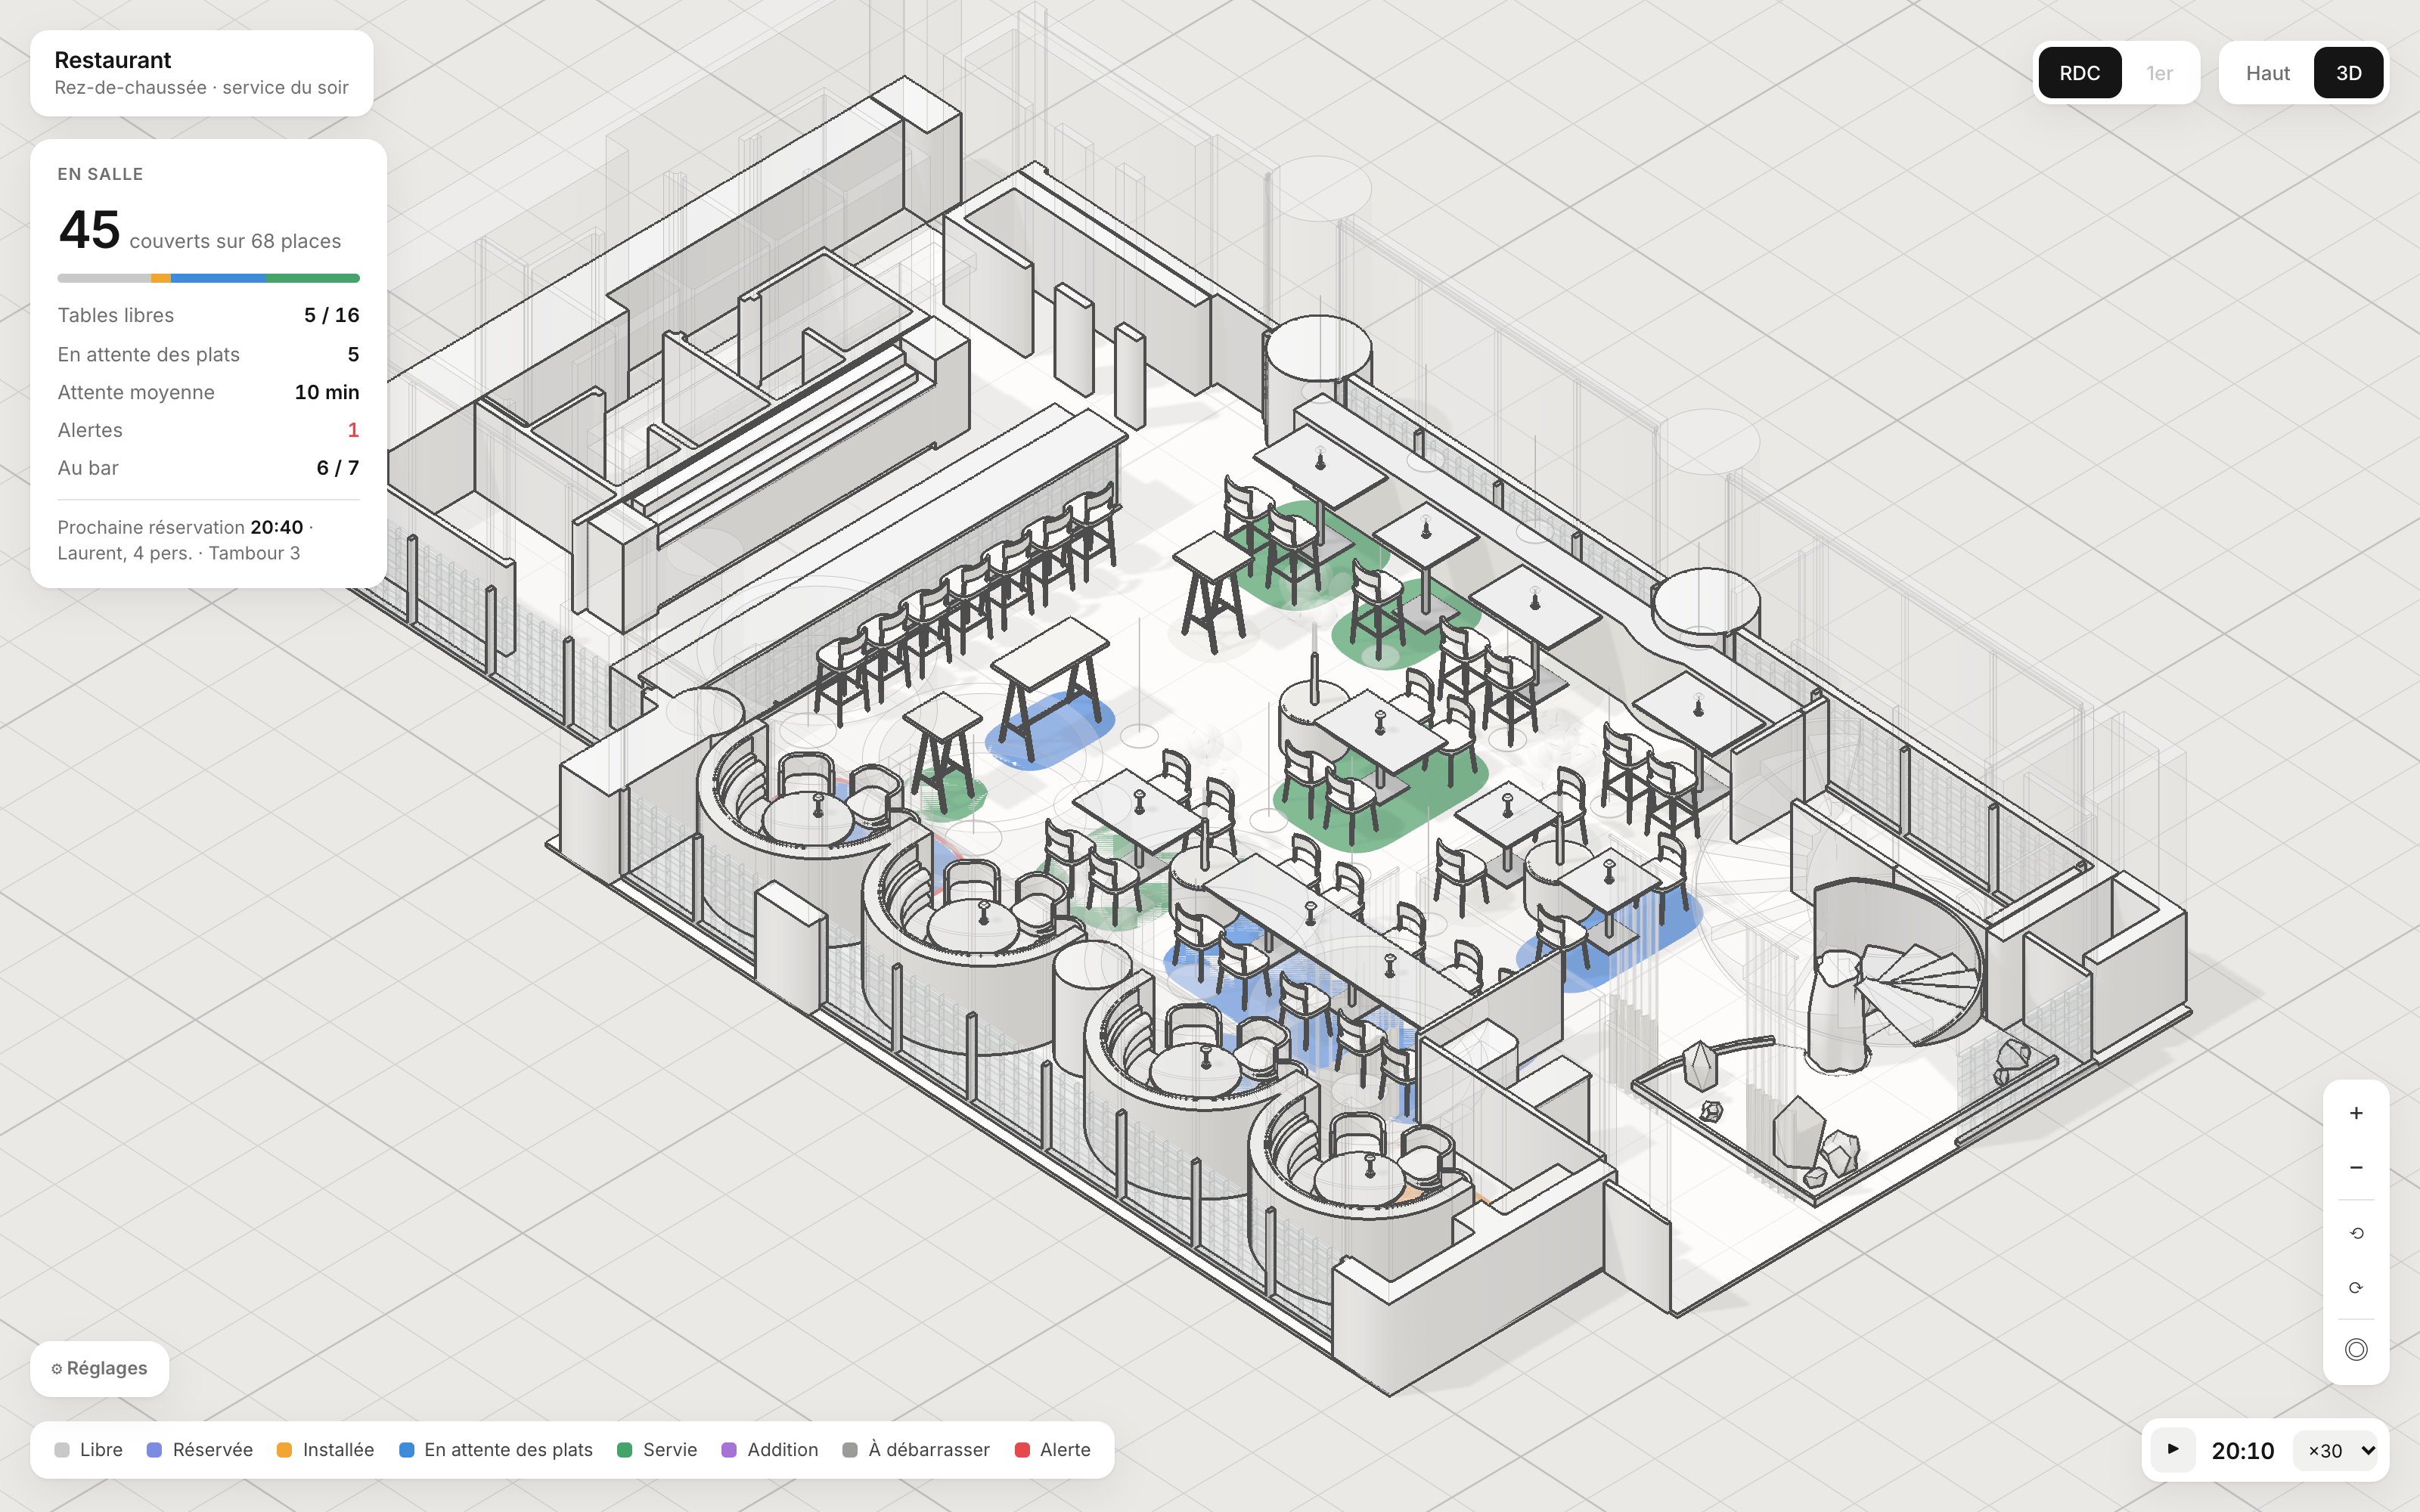 Restaurant
Rez-de-chaussée · service du soir
RDC
1er
Haut
3D
EN SALLE
45 couverts sur 68 places
Tables libres 5 / 16
En attente des plats 5
Attente moyenne 10 min
Alertes 1
Au bar 6 / 7
Prochaine réservation 20:40 ·
Laurent, 4 pers. · Tambour 3
Réglages
Libre
Réservée
Installée
En attente des plats
Servie
Addition
À débarrasser
Alerte
20:10
×30